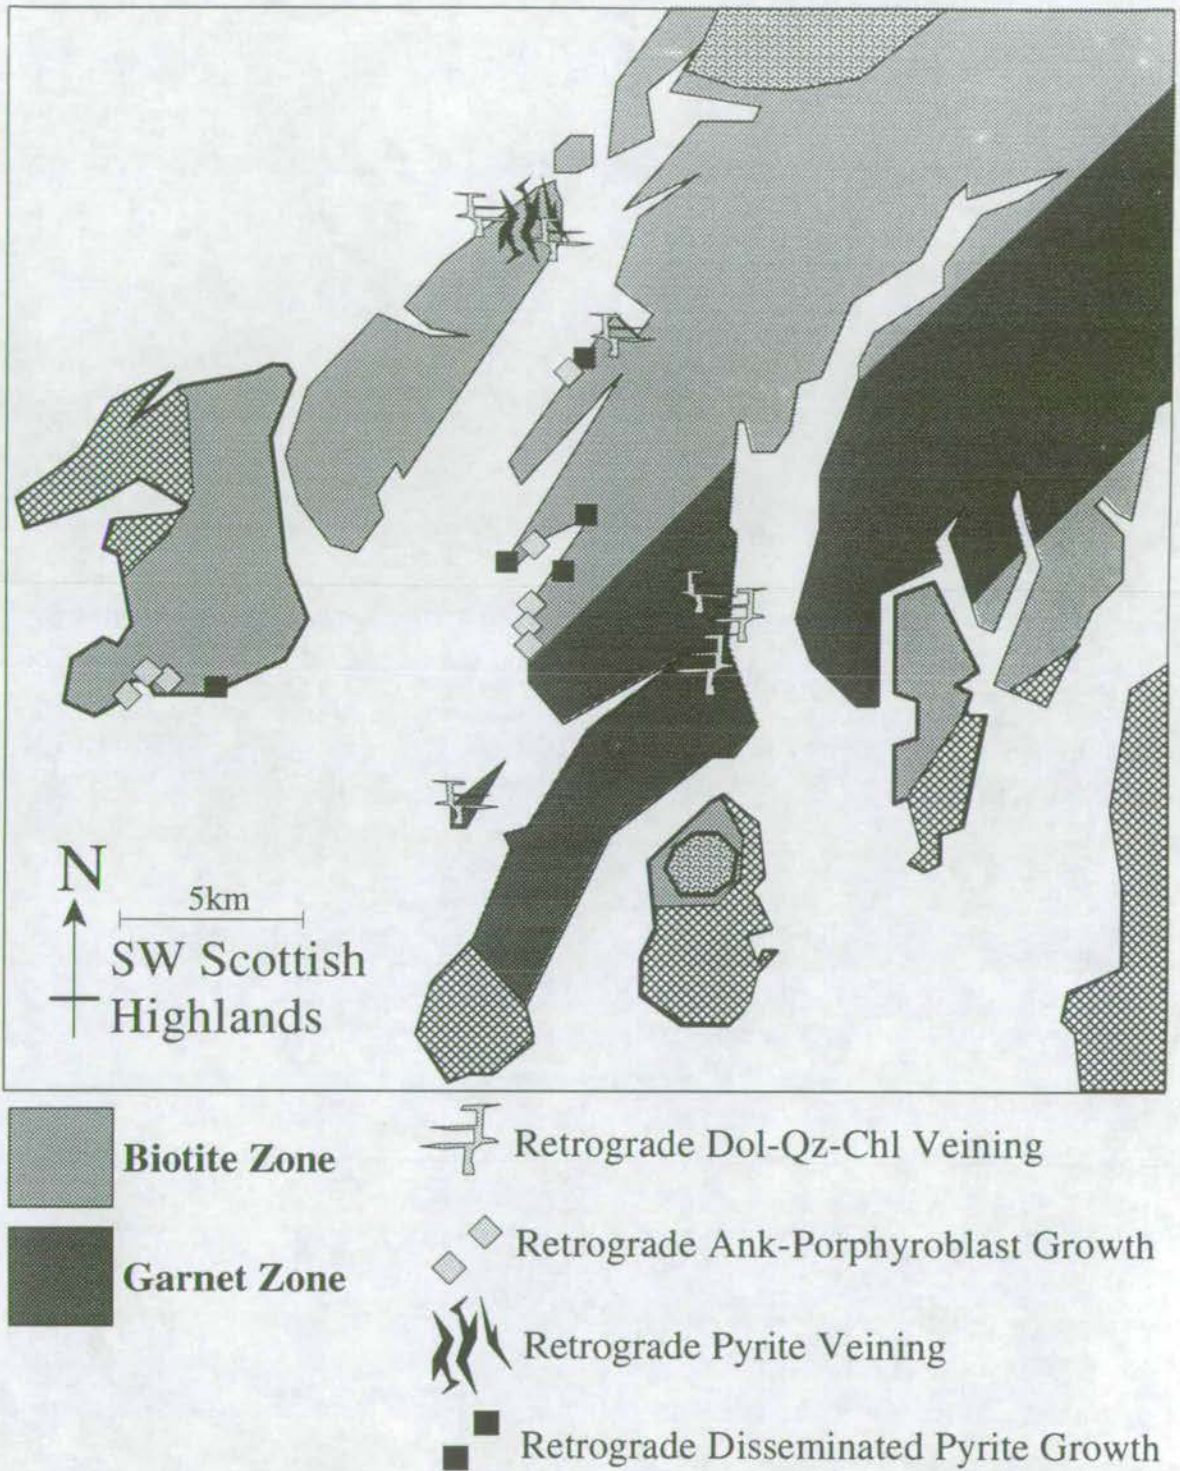 N
5km
SW Scottish
Highlands
Biotite Zone
Garnet Zone
Retrograde Dol-Qz-Chl Veining
Retrograde Ank-Porphyroblast Growth
Retrograde Pyrite Veining
Retrograde Disseminated Pyrite Growth